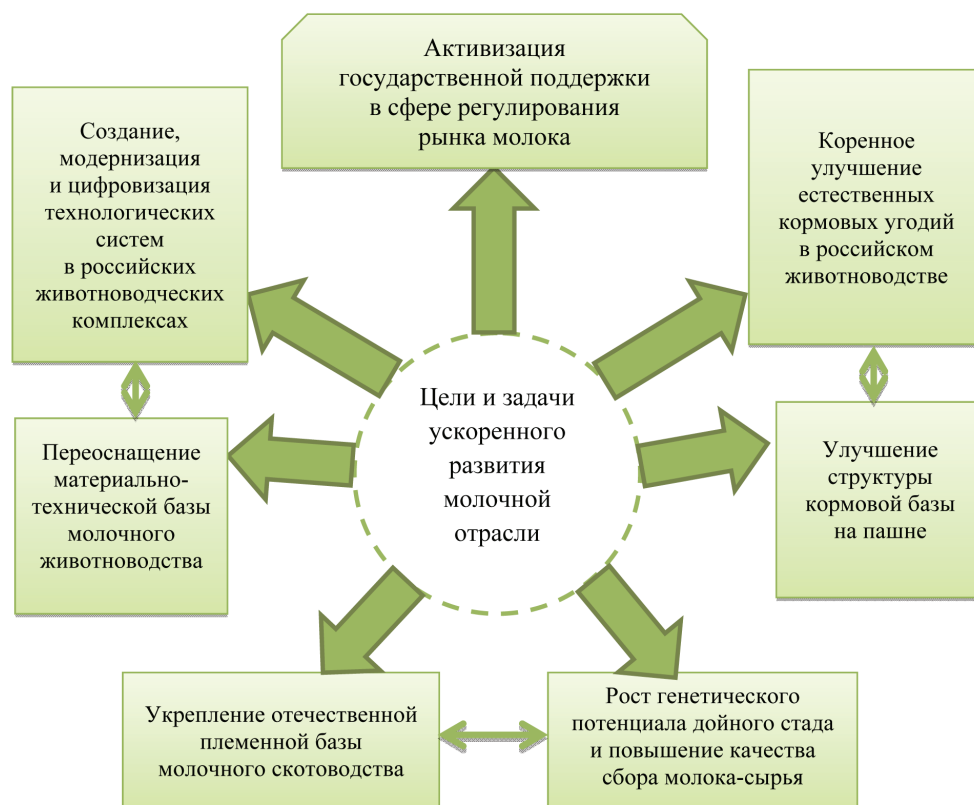 Активизация
государственной поддержки
в сфере регулирования
рынка молока
Создание,
модернизация
и цифровизация
технологических
систем
в российских
животноводческих
комплексах
Коренное
улучшение
естественных
кормовых угодий
в российском
животноводстве
Цели и задачи
ускоренного
развития
молочной
отрасли
Переоснащение
материально-
технической базы
молочного
животноводства
Улучшение
структуры
кормовой базы
на пашне
Укрепление отечественной
племенной базы
молочного скотоводства
Рост генетического
потенциала дойного стада
и повышение качества
сбора молока-сырья